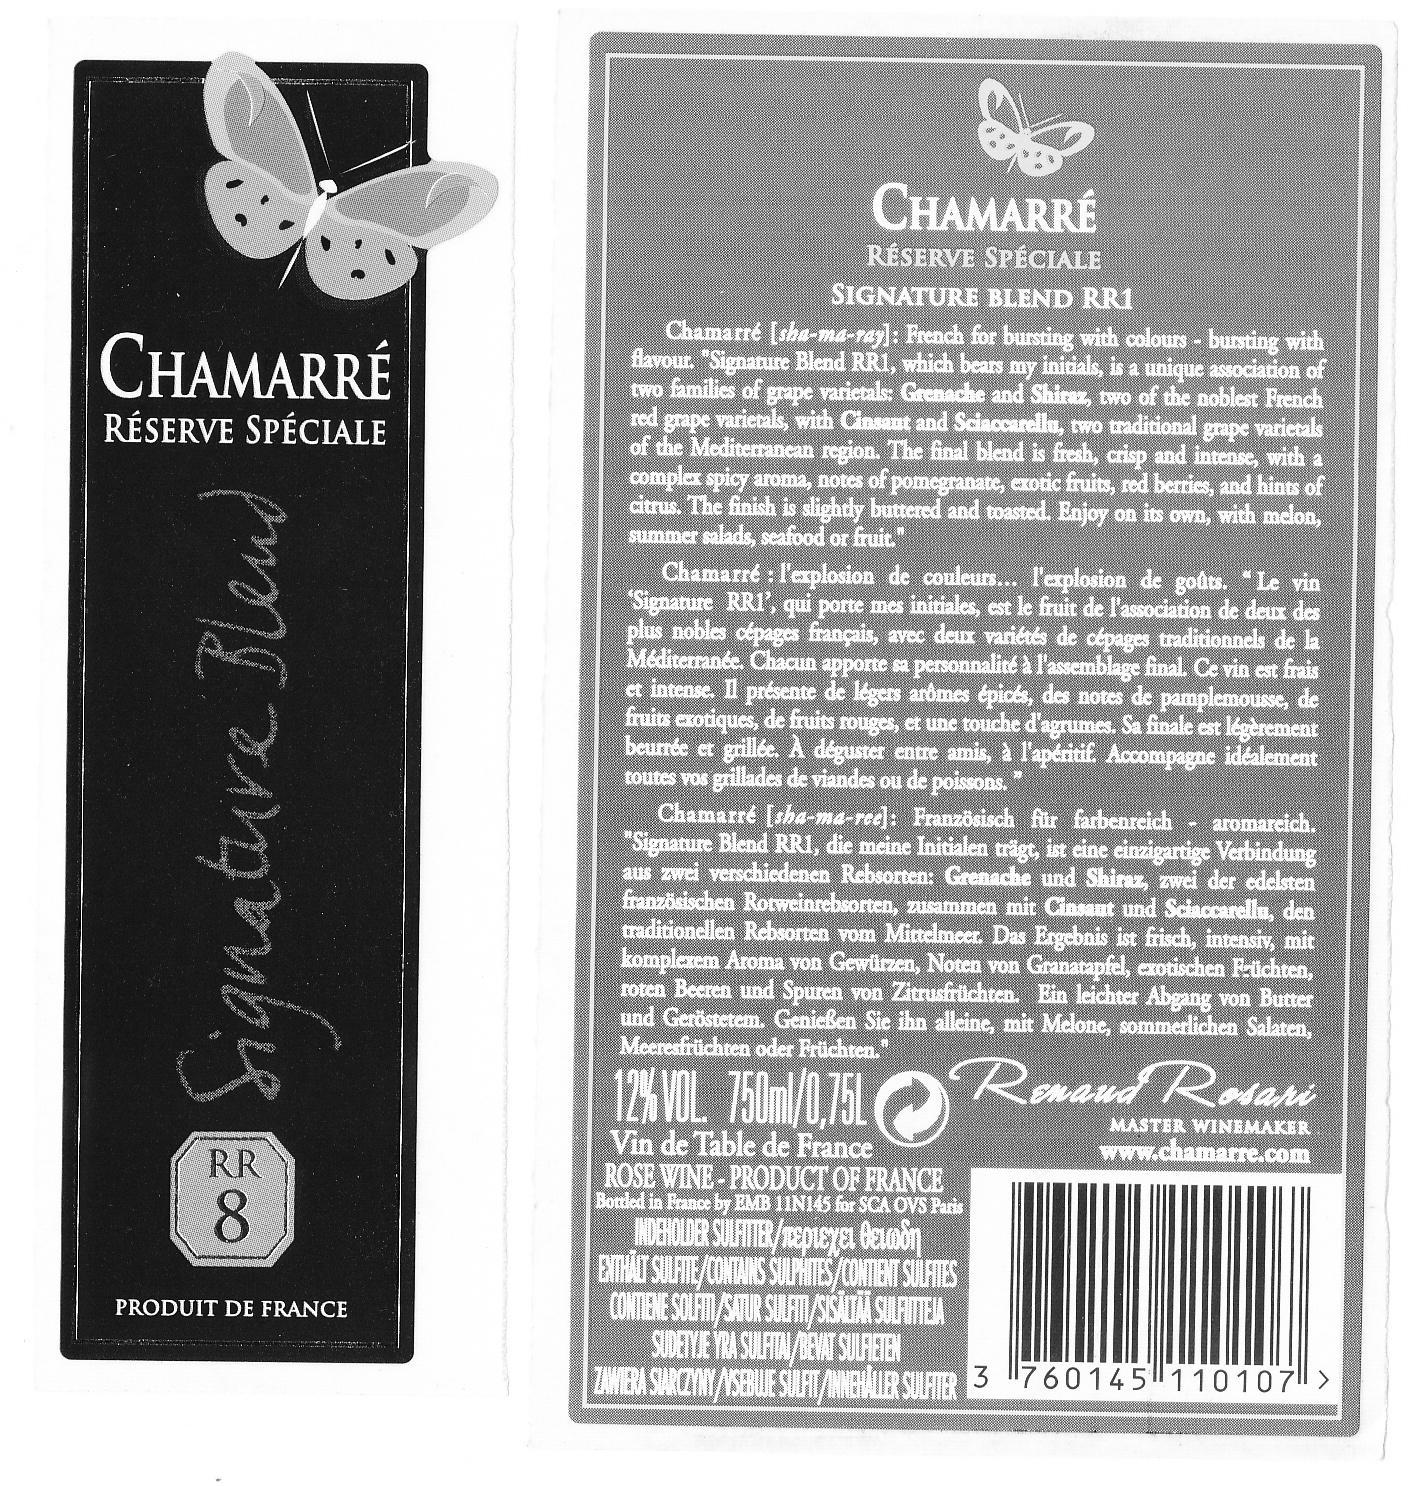 CHAMARRÉ
RÉSERVE SPÉCIALE
Signature Blend
RR
8
PRODUIT DE FRANCE
CHAMARRÉ
RÉSERVE SPÉCIALE
SIGNATURE BLEND RR1
Chamarré [sha-ma-ray]: French for bursting with colours - bursting with
flavour. "Signature Blend RR1, which bears my initials, is a unique association of
two families of grape varietals: Grenache and Shiraz, two of the noblest French
red grape varietals, with Cinsaut and Sciaccarellu, two traditional grape varietals
of the Mediterranean region. The final blend is fresh, crisp and intense, with a
complex spicy aroma, notes of pomegranate, exotic fruits, red berries, and hints of
citrus. The finish is slightly buttered and toasted. Enjoy on its own, with melon,
summer salads, seafood or fruit."
Chamarré : l'explosion de couleurs... l'explosion de goûts. “ Le vin
‘Signature RR1’, qui porte mes initiales, est le fruit de l'association de deux des
plus nobles cépages français, avec deux variétés de cépages traditionnels de la
Méditerranée. Chacun apporte sa personnalité à l'assemblage final. Ce vin est frais
et intense. Il présente de légers arômes épicés, des notes de pamplemousse, de
fruits exotiques, de fruits rouges, et une touche d'agrumes. Sa finale est légèrement
beurrée et grillée. À déguster entre amis, à l'apéritif. Accompagne idéalement
toutes vos grillades de viandes ou de poissons. ”
Chamarré [sha-ma-ree]: Französisch für farbenreich - aromareich.
"Signature Blend RR1, die meine Initialen trägt, ist eine einzigartige Verbindung
aus zwei verschiedenen Rebsorten: Grenache und Shiraz, zwei der edelsten
französischen Rotweinrebsorten, zusammen mit Cinsaut und Sciaccarellu, den
traditionellen Rebsorten vom Mittelmeer. Das Ergebnis ist frisch, intensiv, mit
komplexem Aroma von Gewürzen, Noten von Granatapfel, exotischen Früchten,
roten Beeren und Spuren von Zitrusfrüchten. Ein leichter Abgang von Butter
und Geröstetem. Genießen Sie ihn alleine, mit Melone, sommerlichen Salaten,
Meeresfrüchten oder Früchten."
12% VOL. 750ml/0,75L
Renaud Rosari
MASTER WINEMAKER
www.chamarre.com
Vin de Table de France
ROSE WINE - PRODUCT OF FRANCE
Bottled in France by EMB 11N145 for SCA OVS Paris
INDEHOLDER SULFITTER/περιεχει θειωδη
ENTHÄLT SULFITE/CONTAINS SULPHITES/CONTIENT SULFITES
CONTIENE SOLFITI/SATUR SULFITI/SISÄLTÄÄ SULFIITTEJA
SUDETYJE YRA SULFITAI/BEVAT SULFIETEN
ZAWIERA SIARCZYNY/VSEBUJE SULFIT/INNEHÅLLER SULFITER
3 760145 110107 >